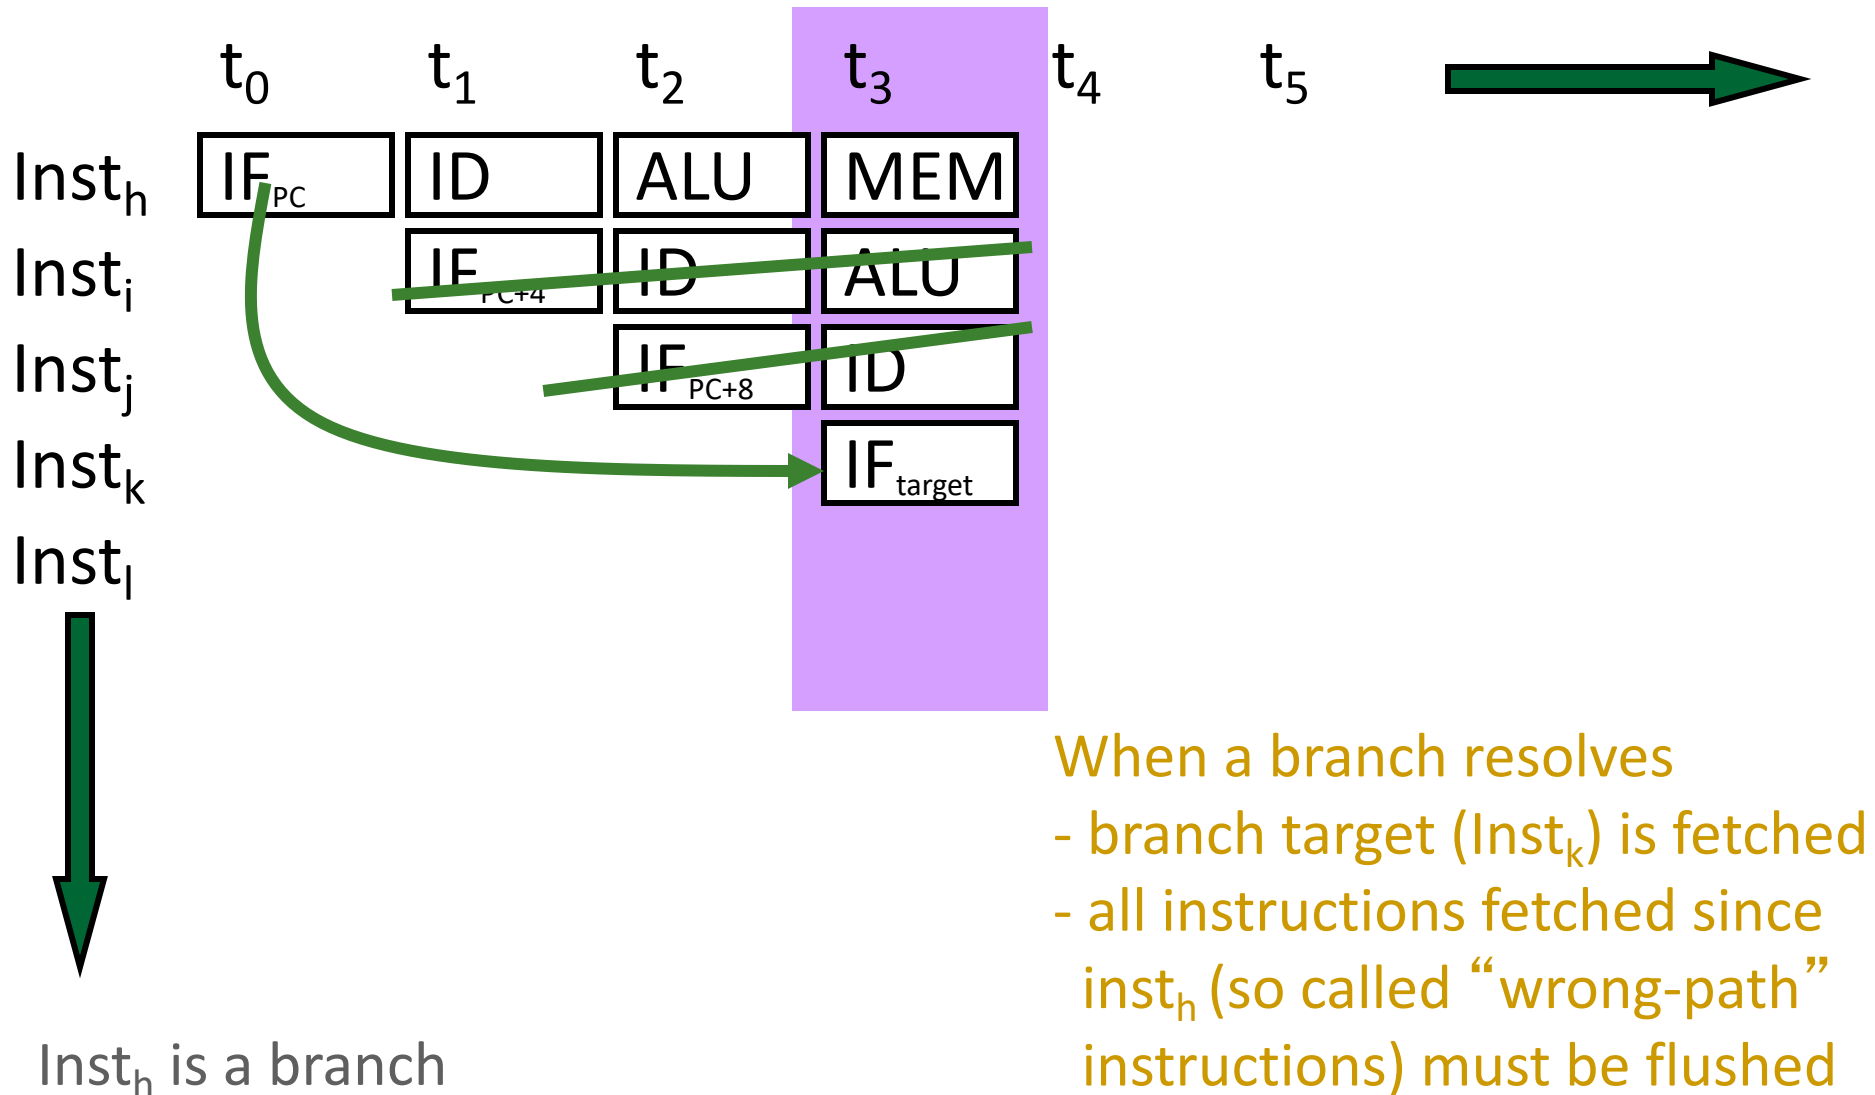 t0 t1 t2 t3 t4 t5
Insth IFPC ID ALU MEM
Insti IFPC+4 ID ALU
Instj IFPC+8 ID
Instk IFtarget
Instl
When a branch resolves
- branch target (Instk) is fetched
- all instructions fetched since
insth (so called “wrong-path”
instructions) must be flushed
Insth is a branch